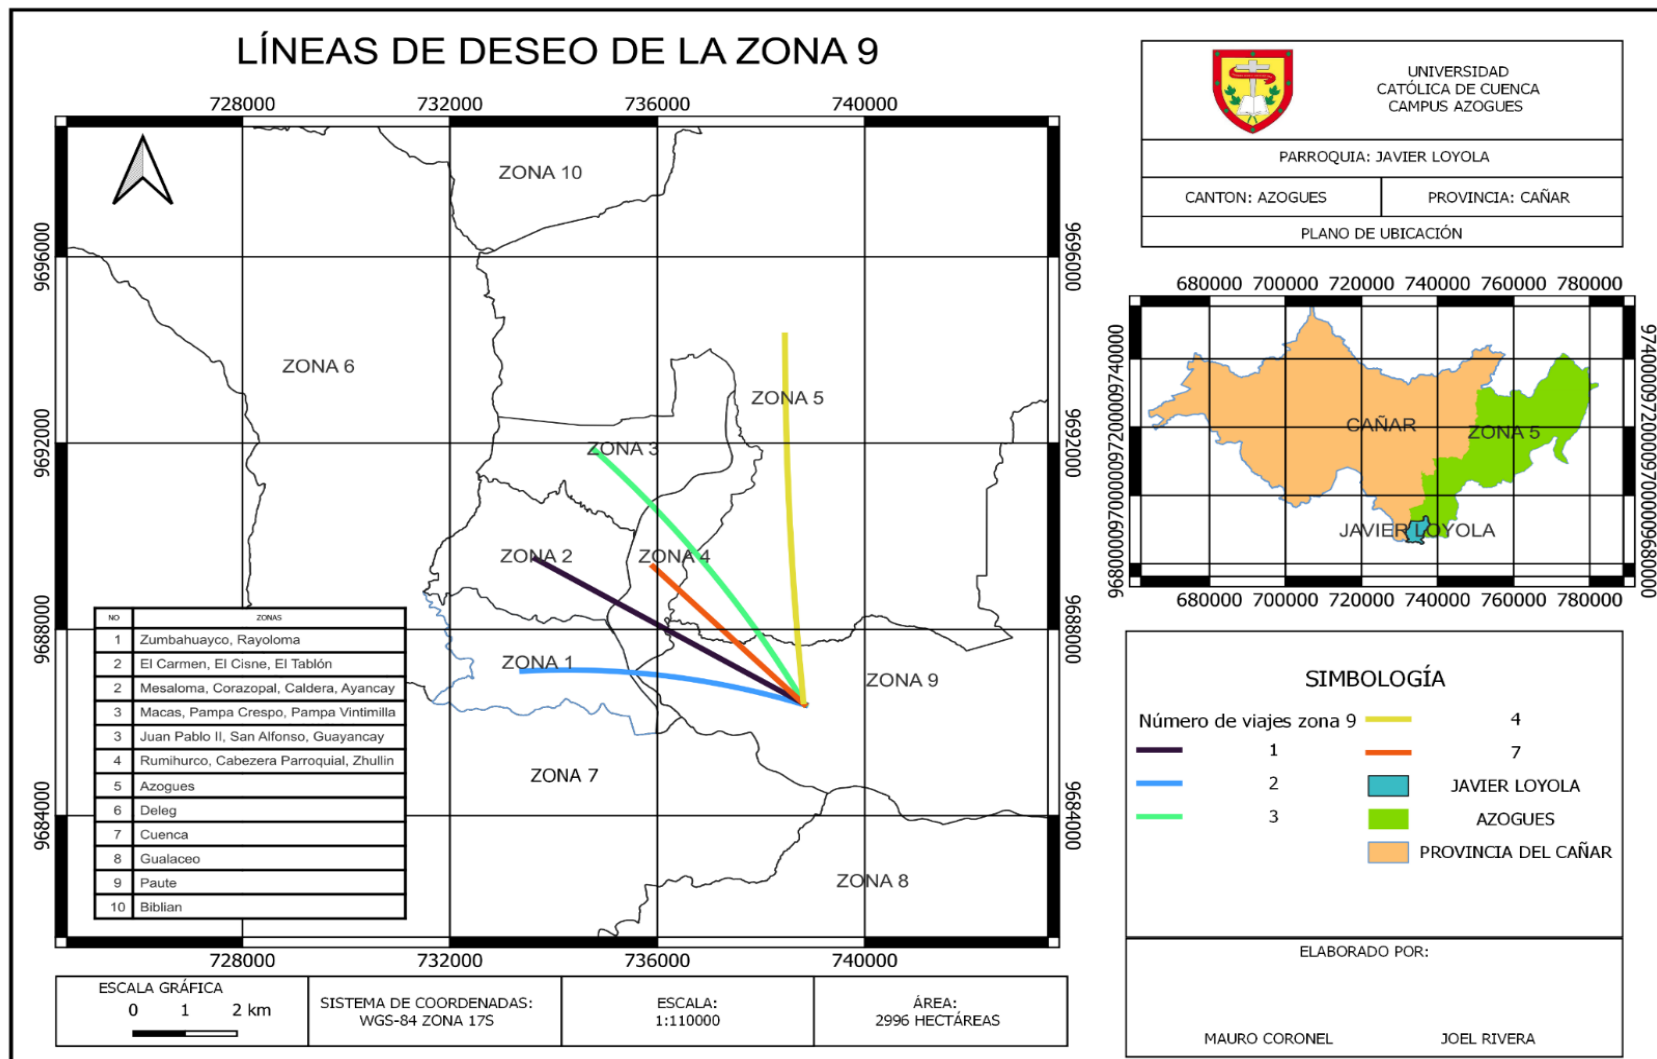 LÍNEAS DE DESEO DE LA ZONA 9
728000 732000 736000 740000
9696000
9692000
9688000
9684000
9696000
9692000
9688000
9684000
728000 732000 736000 740000
ZONA 10
ZONA 6
ZONA 5
ZONA 3
ZONA 2
ZONA 4
ZONA 1
ZONA 9
ZONA 7
ZONA 8
NO ZONAS
1 Zumbahuayco, Rayoloma
2 El Carmen, El Cisne, El Tablón
2 Mesaloma, Corazopal, Caldera, Ayancay
3 Macas, Pampa Crespo, Pampa Vintimilla
3 Juan Pablo II, San Alfonso, Guayancay
4 Rumihurco, Cabezera Parroquial, Zhullin
5 Azogues
6 Deleg
7 Cuenca
8 Gualaceo
9 Paute
10 Biblian
ESCALA GRÁFICA
0 1 2 km
SISTEMA DE COORDENADAS:
WGS-84 ZONA 17S
ESCALA:
1:110000
ÁREA:
2996 HECTÁREAS
UNIVERSIDAD
CATÓLICA DE CUENCA
CAMPUS AZOGUES
PARROQUIA: JAVIER LOYOLA
CANTON: AZOGUES
PROVINCIA: CAÑAR
PLANO DE UBICACIÓN
680000 700000 720000 740000 760000 780000
9680000 9700000 9720000 9740000
CAÑAR
ZONA 5
JAVIER LOYOLA
9680000 9700000 9720000 9740000
680000 700000 720000 740000 760000 780000
SIMBOLOGÍA
Número de viajes zona 9
1
2
3
4
7
JAVIER LOYOLA
AZOGUES
PROVINCIA DEL CAÑAR
ELABORADO POR:
MAURO CORONEL
JOEL RIVERA